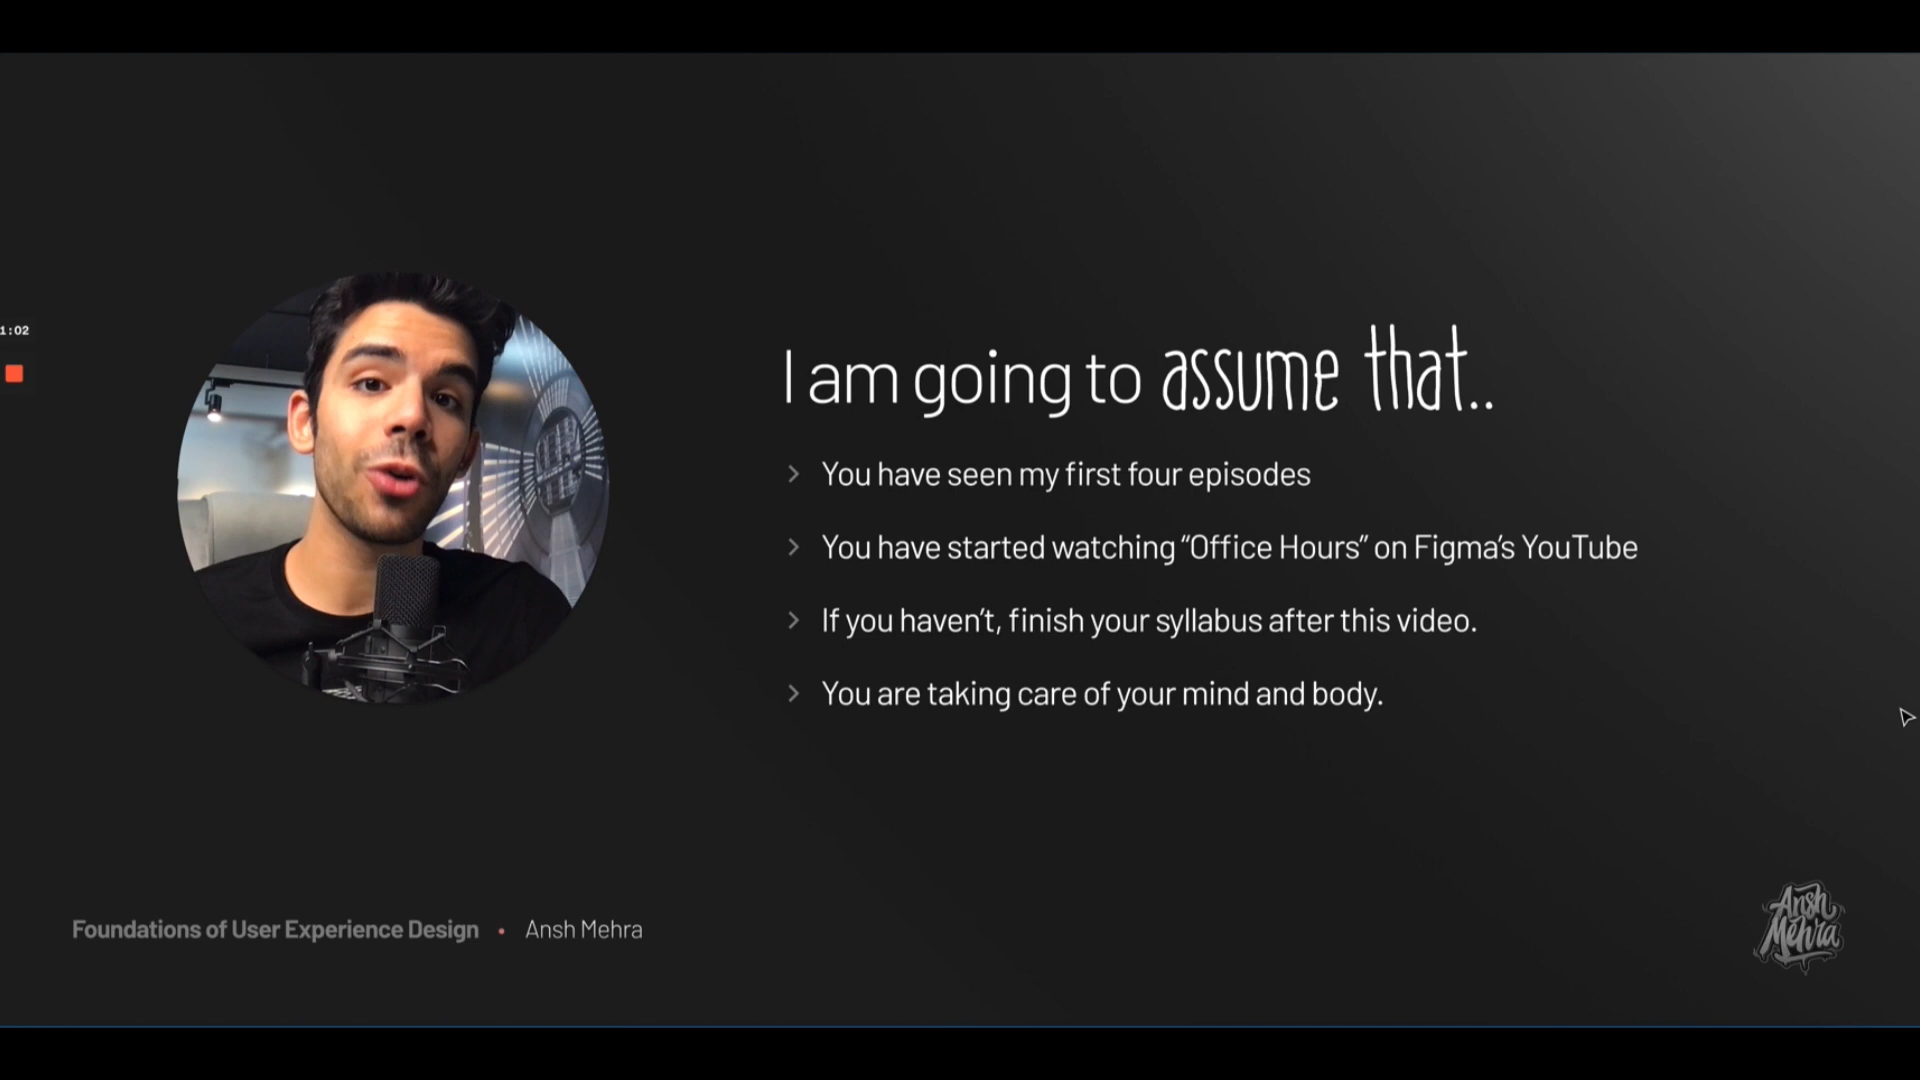 1:02
I am going to assume that..
You have seen my first four episodes
You have started watching “Office Hours” on Figma’s YouTube
If you haven’t, finish your syllabus after this video.
You are taking care of your mind and body.
Foundations of User Experience Design • Ansh Mehra
Ansh
Mehra